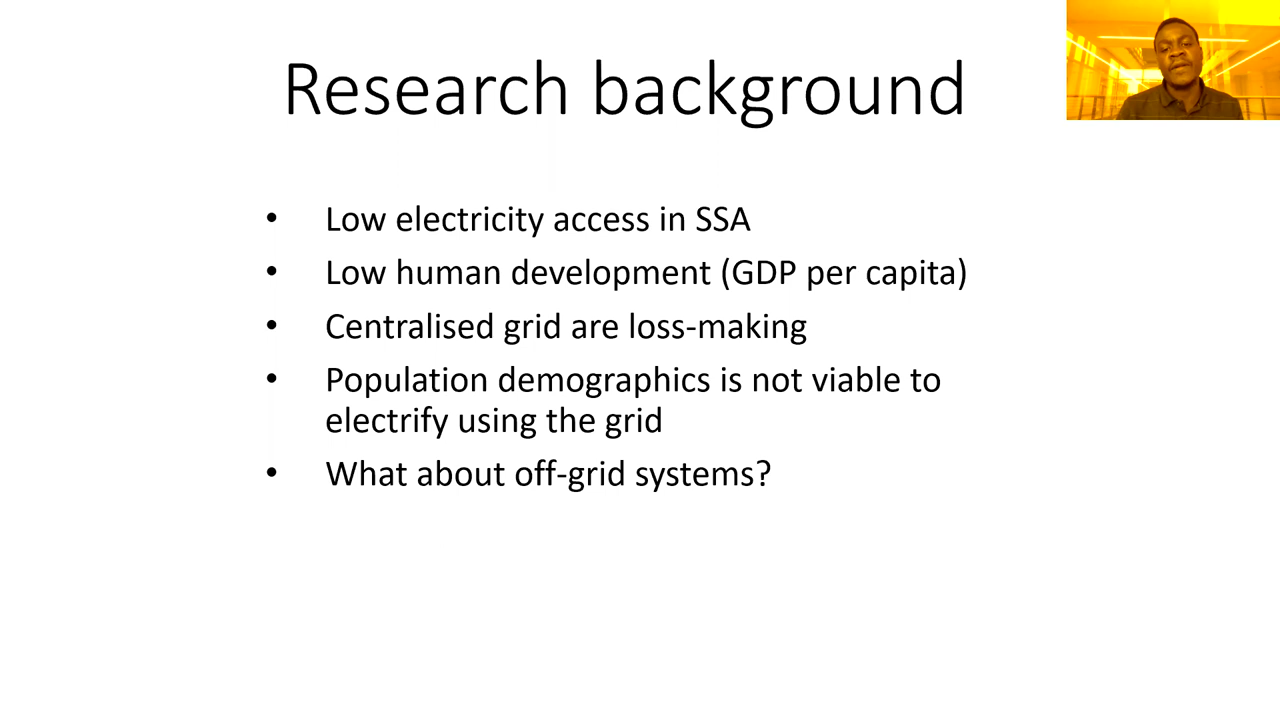 Research background
• Low electricity access in SSA
• Low human development (GDP per capita)
• Centralised grid are loss-making
• Population demographics is not viable to
electrify using the grid
• What about off-grid systems?